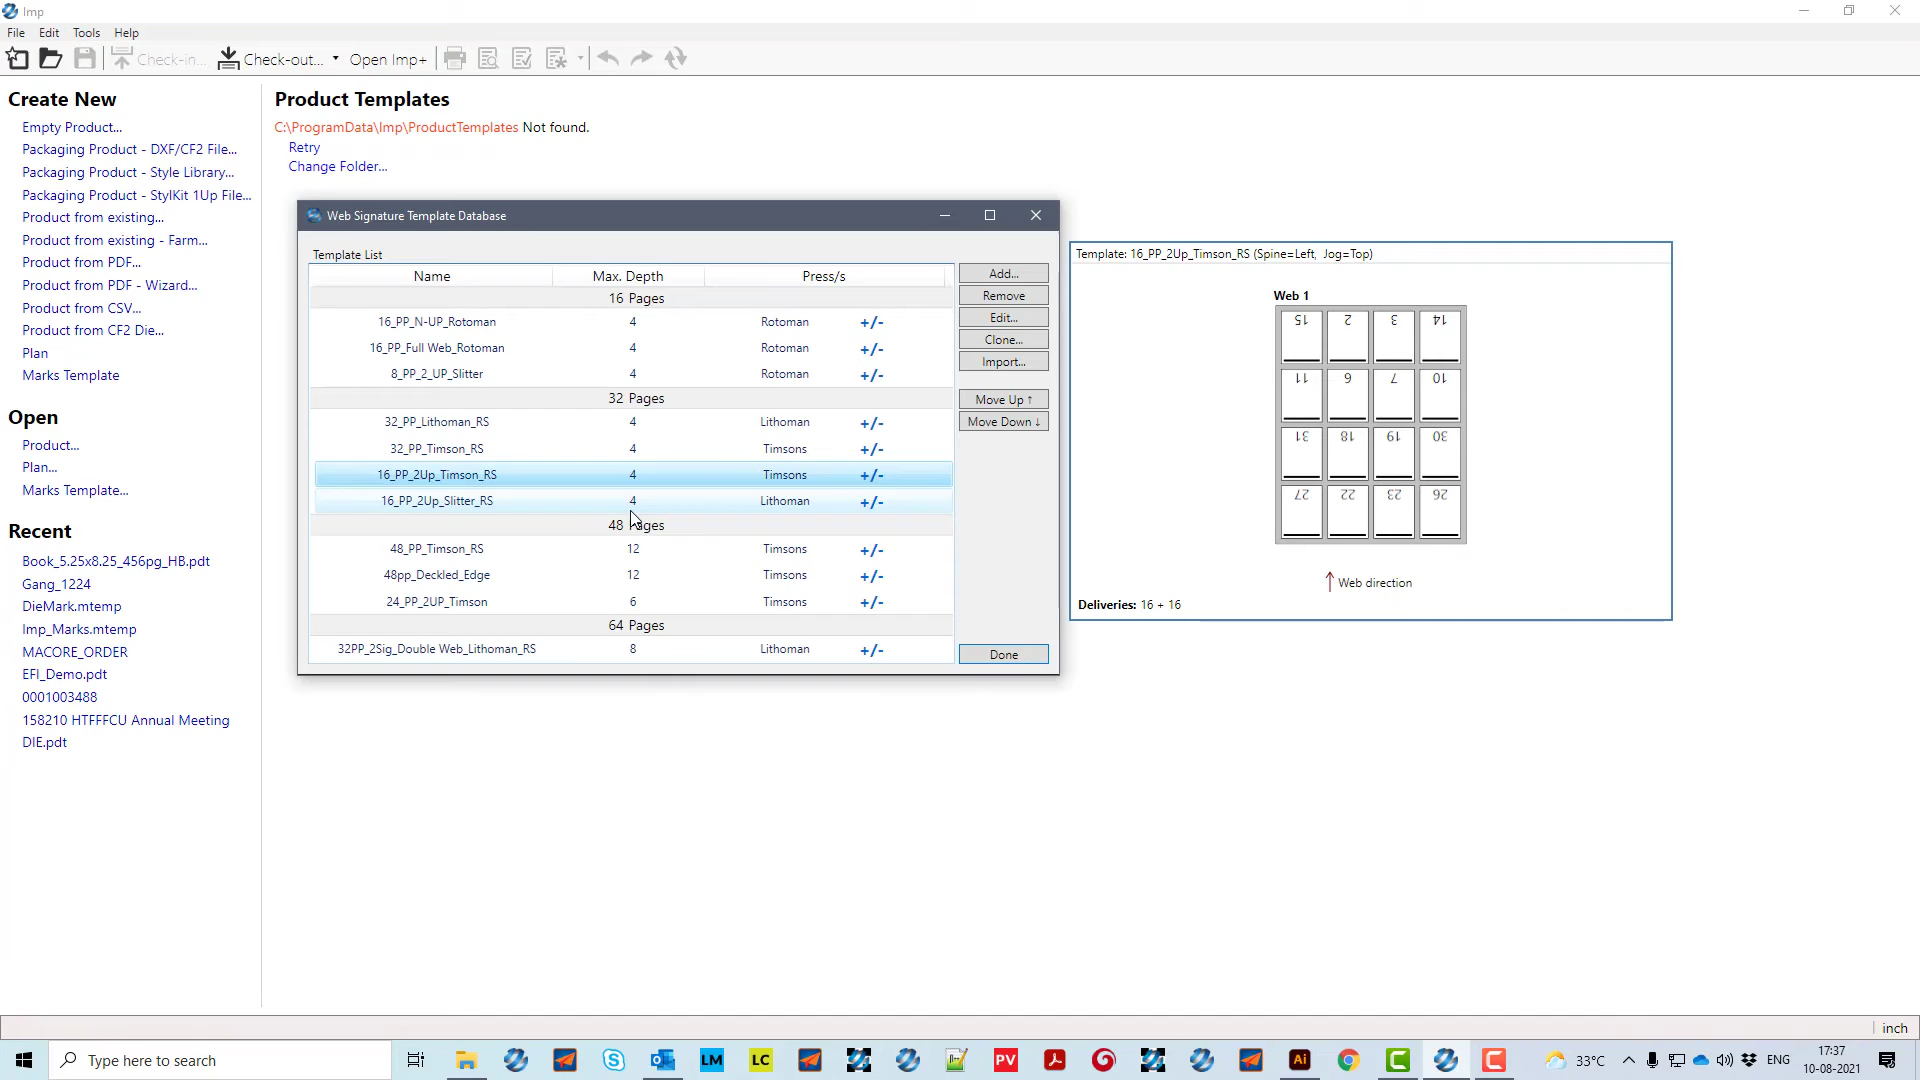 Imp
File Edit Tools Help
Check-in... Check-out... Open Imp+
Create New
Empty Product...
Packaging Product - DXF/CF2 File...
Packaging Product - Style Library...
Packaging Product - StylKit 1Up File...
Product from existing...
Product from existing - Farm...
Product from PDF...
Product from PDF - Wizard...
Product from CSV...
Product from CF2 Die...
Plan
Marks Template
Open
Product...
Plan...
Marks Template...
Recent
Book_5.25x8.25_456pg_HB.pdt
Gang_1224
DieMark.mtemp
Imp_Marks.mtemp
MACORE_ORDER
EFI_Demo.pdt
0001003488
158210 HTFFFCU Annual Meeting
DIE.pdt
Product Templates
C:\ProgramData\Imp\ProductTemplates Not found.
Retry
Change Folder...
Web Signature Template Database
Template List
Name Max. Depth Press/s
16 Pages
16_PP_N-UP_Rotoman 4 Rotoman +/-
16_PP_Full Web_Rotoman 4 Rotoman +/-
8_PP_2_UP_Slitter 4 Rotoman +/-
32 Pages
32_PP_Lithoman_RS 4 Lithoman +/-
32_PP_Timson_RS 4 Timsons +/-
16_PP_2Up_Timson_RS 4 Timsons +/-
16_PP_2Up_Slitter_RS 4 Lithoman +/-
48 Pages
48_PP_Timson_RS 12 Timsons +/-
48pp_Deckled_Edge 12 Timsons +/-
24_PP_2UP_Timson 6 Timsons +/-
64 Pages
32PP_2Sig_Double Web_Lithoman_RS 8 Lithoman +/-
Add...
Remove
Edit...
Clone...
Import...
Move Up ↑
Move Down ↓
Done
Template: 16_PP_2Up_Timson_RS (Spine=Left, Jog=Top)
Web 1
15 2 3 14
11 6 7 10
31 18 19 30
27 22 23 26
Web direction
Deliveries: 16 + 16
inch
Type here to search
LM LC PV Ai
33°C
ENG
17:37
10-08-2021